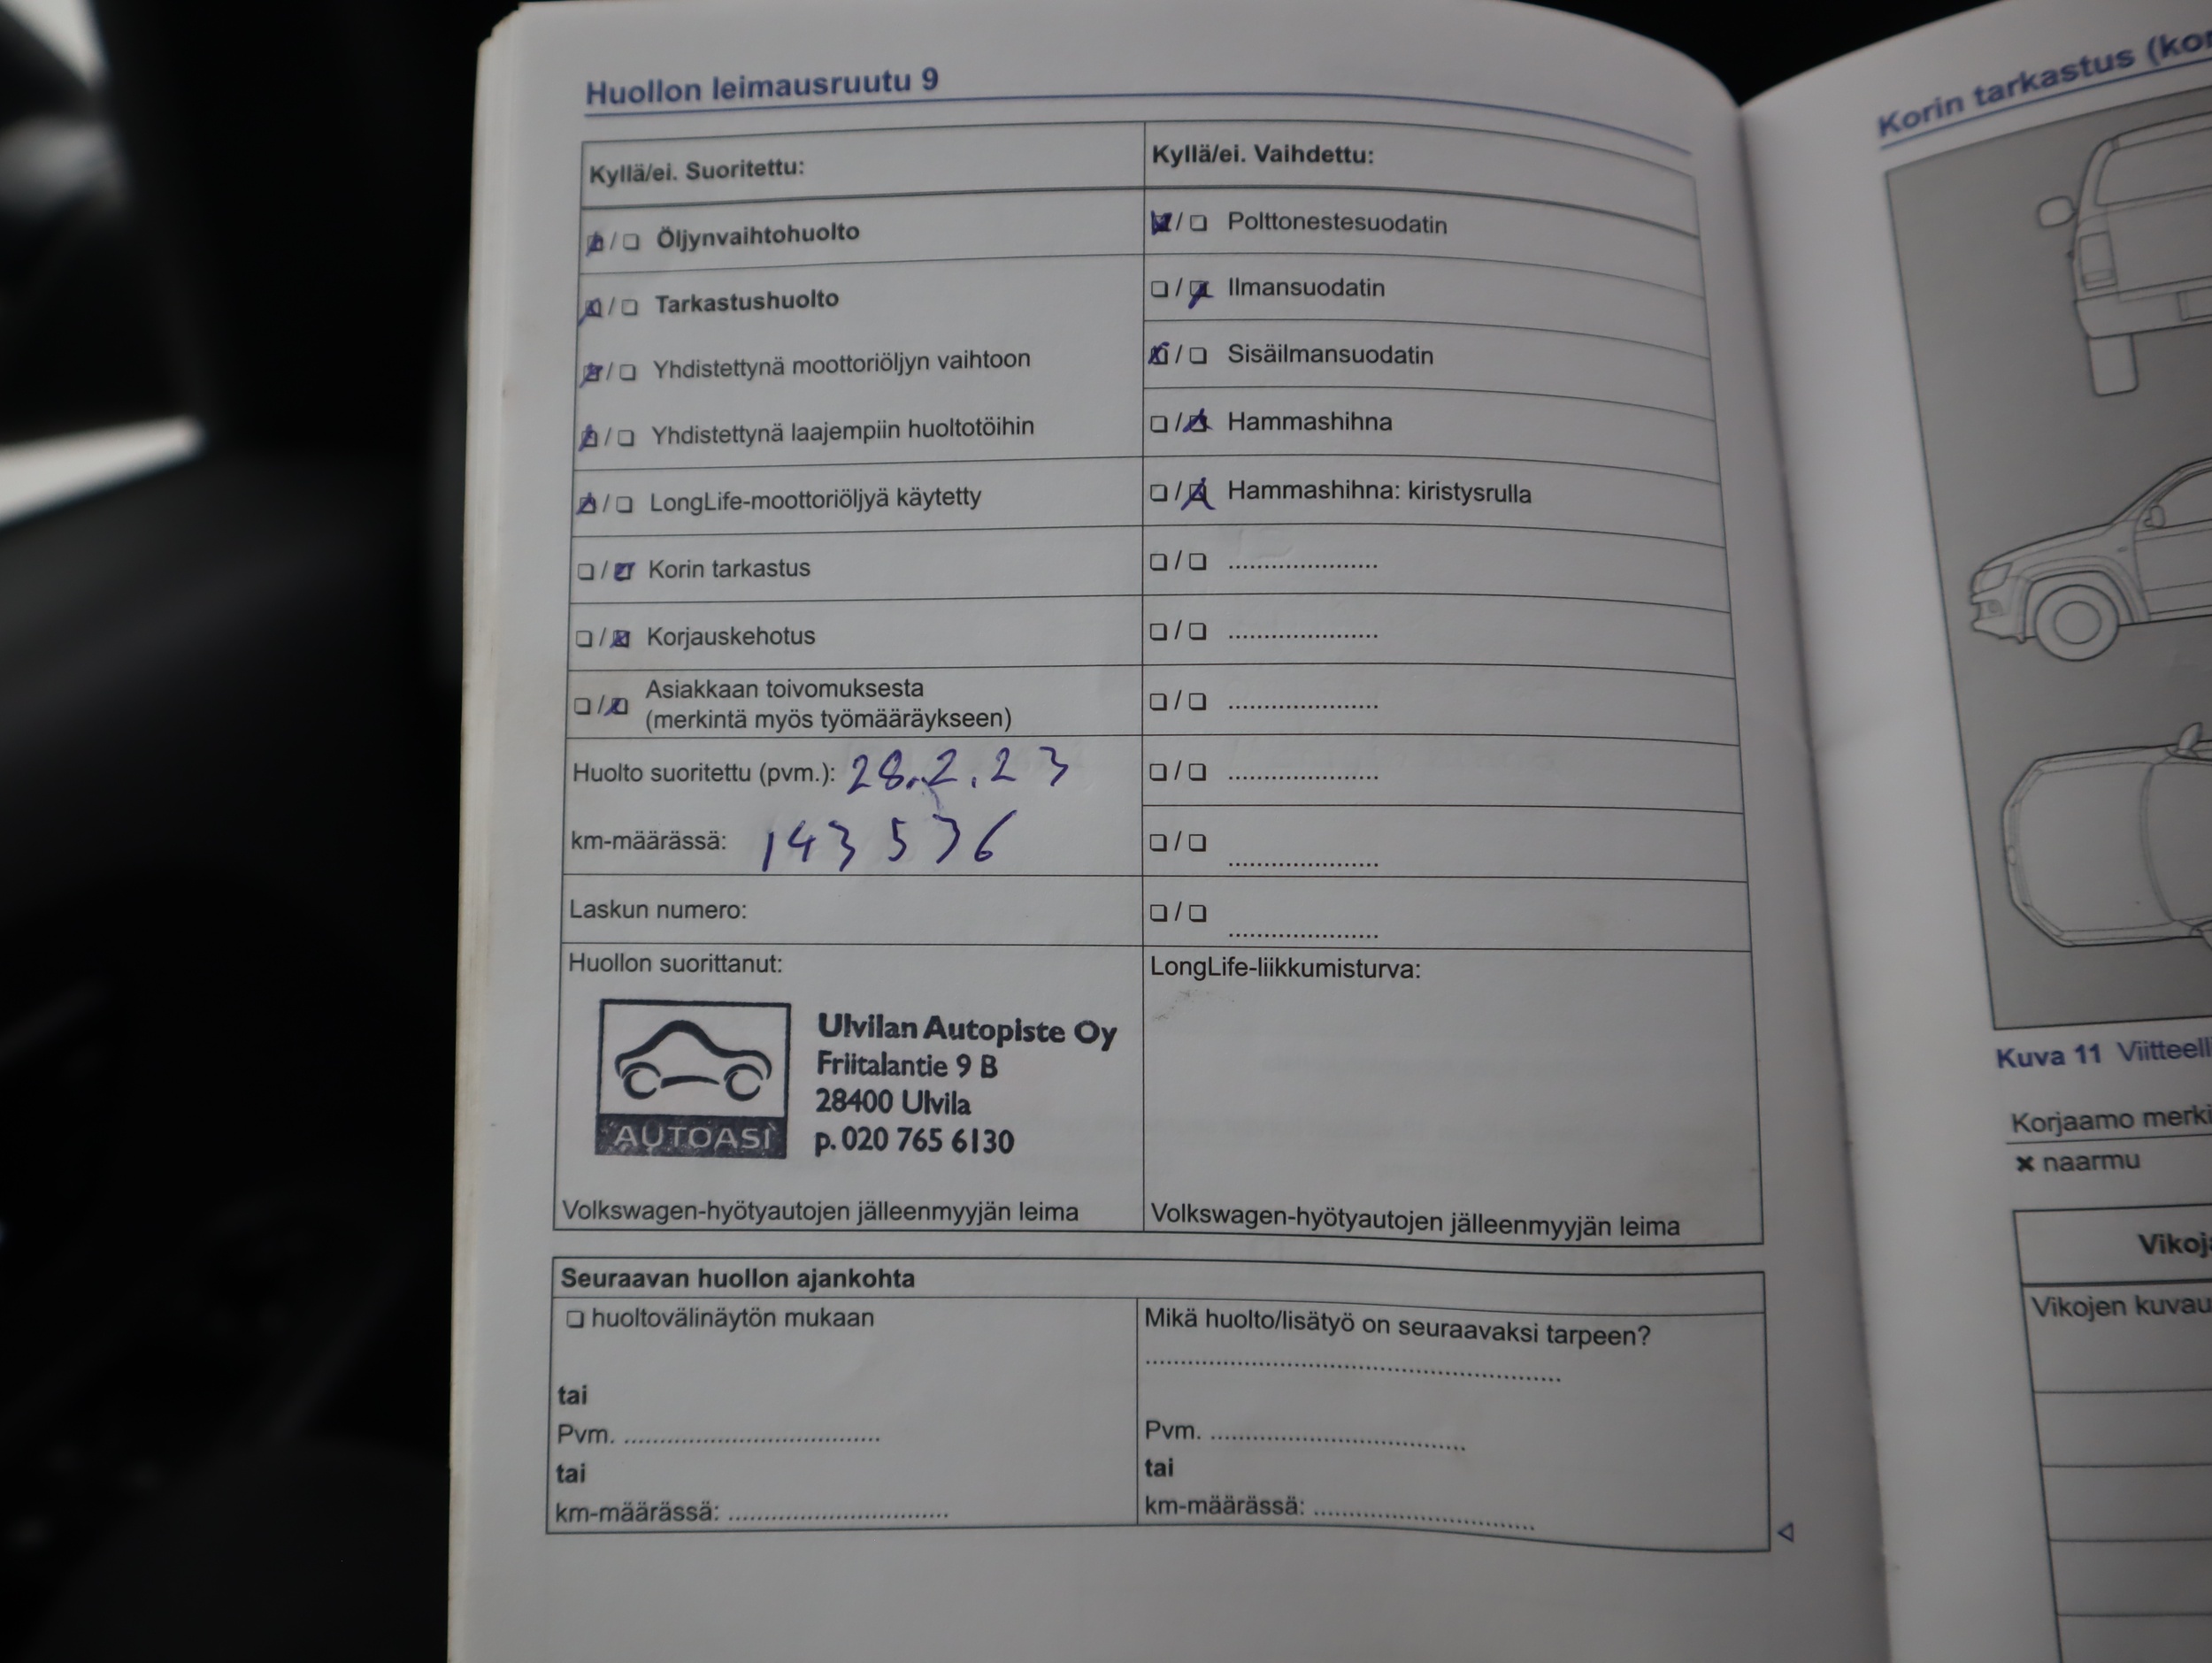 Huollon leimausruutu 9
Kyllä/ei. Suoritettu:
Öljynvaihtohuolto
Tarkastushuolto
Yhdistettynä moottoriöljyn vaihtoon
Yhdistettynä laajempiin huoltotöihin
LongLife-moottoriöljyä käytetty
Korin tarkastus
Korjauskehotus
Asiakkaan toivomuksesta
(merkintä myös työmääräykseen)
Huolto suoritettu (pvm.): 28.2.23
km-määrässä: 143 536
Laskun numero:
Huollon suorittanut:
AUTOASI
Ulvilan Autopiste Oy
Friitalantie 9 B
28400 Ulvila
p. 020 765 6130
Volkswagen-hyötyautojen jälleenmyyjän leima
Kyllä/ei. Vaihdettu:
Polttonestesuodatin
Ilmansuodatin
Sisäilmansuodatin
Hammashihna
Hammashihna: kiristysrulla
LongLife-liikkumisturva:
Volkswagen-hyötyautojen jälleenmyyjän leima
Seuraavan huollon ajankohta
huoltovälinäytön mukaan
tai
Pvm.
tai
km-määrässä:
Mikä huolto/lisätyö on seuraavaksi tarpeen?
Pvm.
tai
km-määrässä:
Korin tarkastus
Kuva 11
Korjaamo
× naarmu
Vikojen